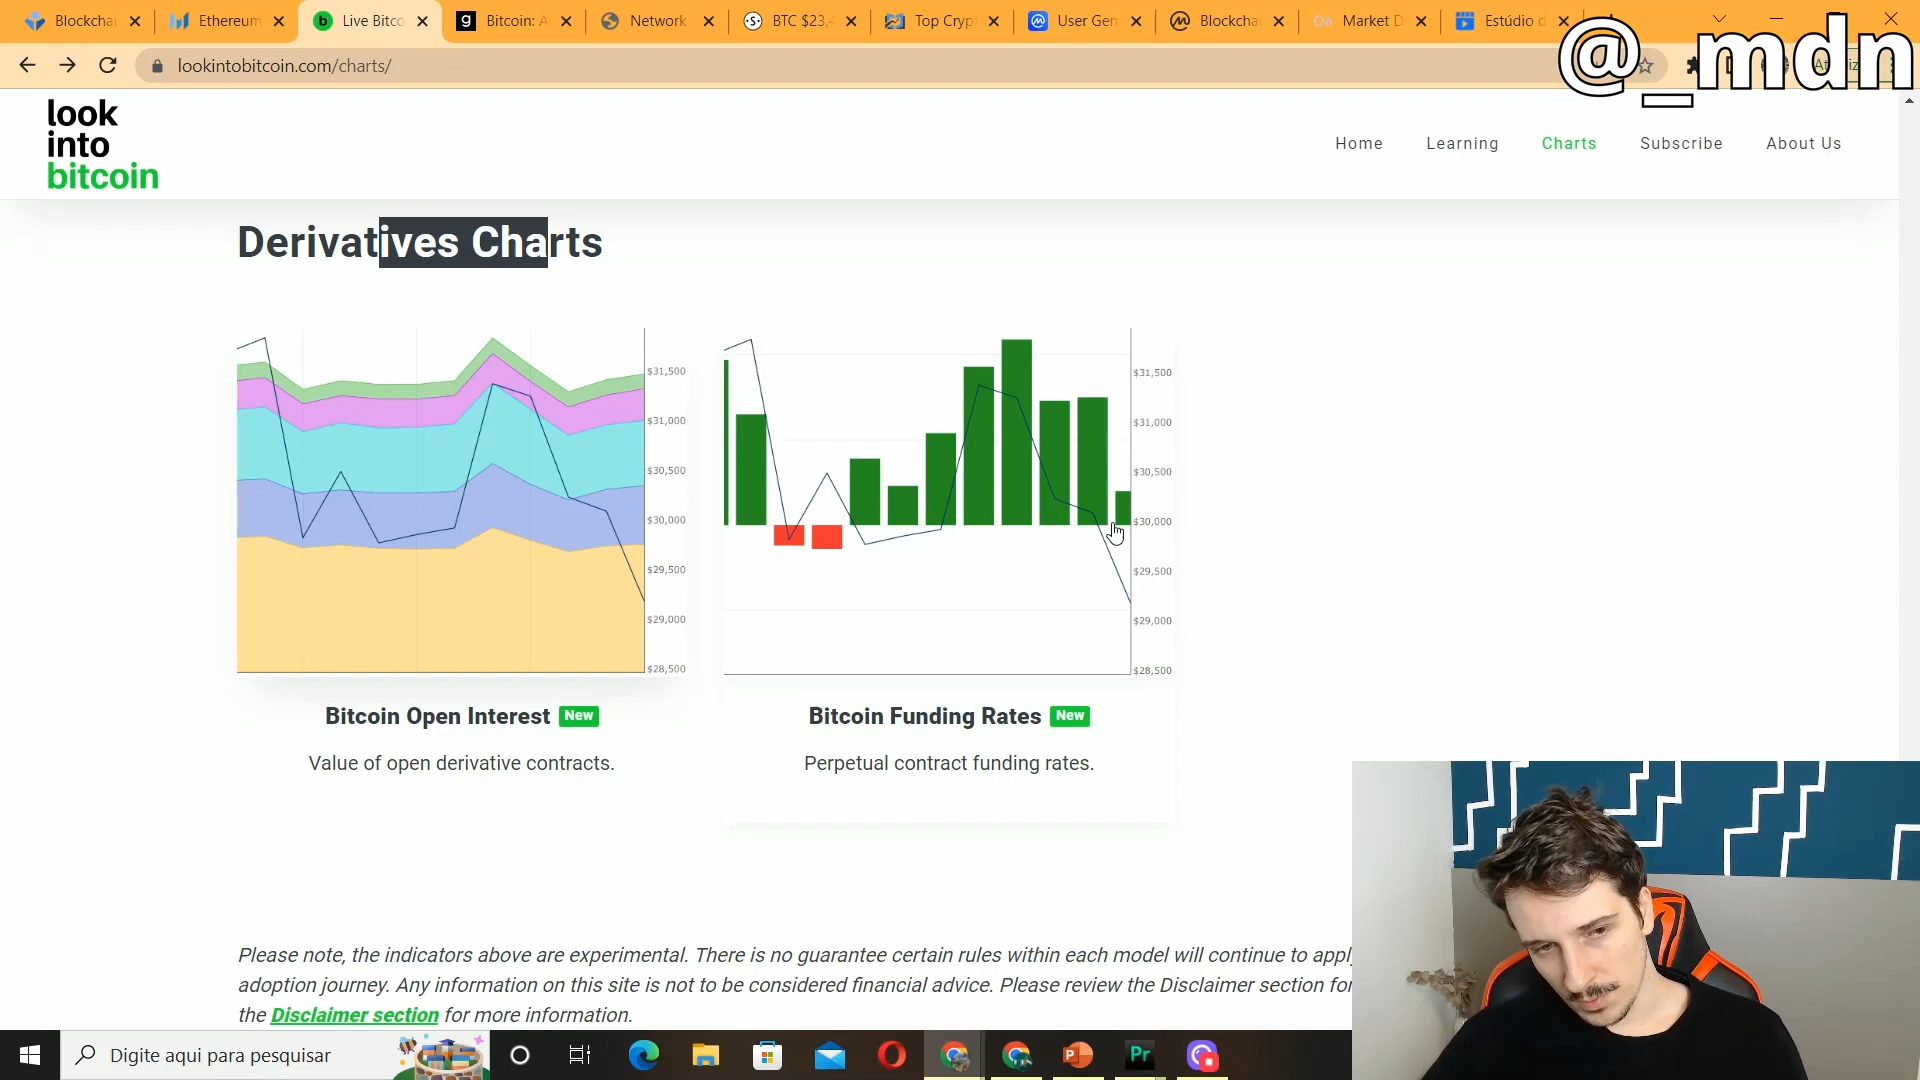 Blockchai
Ethereum
Live Bitco
Bitcoin: A
Network
BTC $23,4
Top Cryp
User Gen
Blockcha
Market D
Estúdio d
lookintobitcoin.com/charts/
@_mdn
look
into
bitcoin
Home
Learning
Charts
Subscribe
About Us
Derivatives Charts
$31,500
$31,000
$30,500
$30,000
$29,500
$29,000
$28,500
$31,500
$31,000
$30,500
$30,000
$29,500
$29,000
$28,500
Bitcoin Open Interest New
Value of open derivative contracts.
Bitcoin Funding Rates New
Perpetual contract funding rates.
Please note, the indicators above are experimental. There is no guarantee certain rules within each model will continue to apply
adoption journey. Any information on this site is not to be considered financial advice. Please review the Disclaimer section for
the Disclaimer section for more information.
Digite aqui para pesquisar
Pr